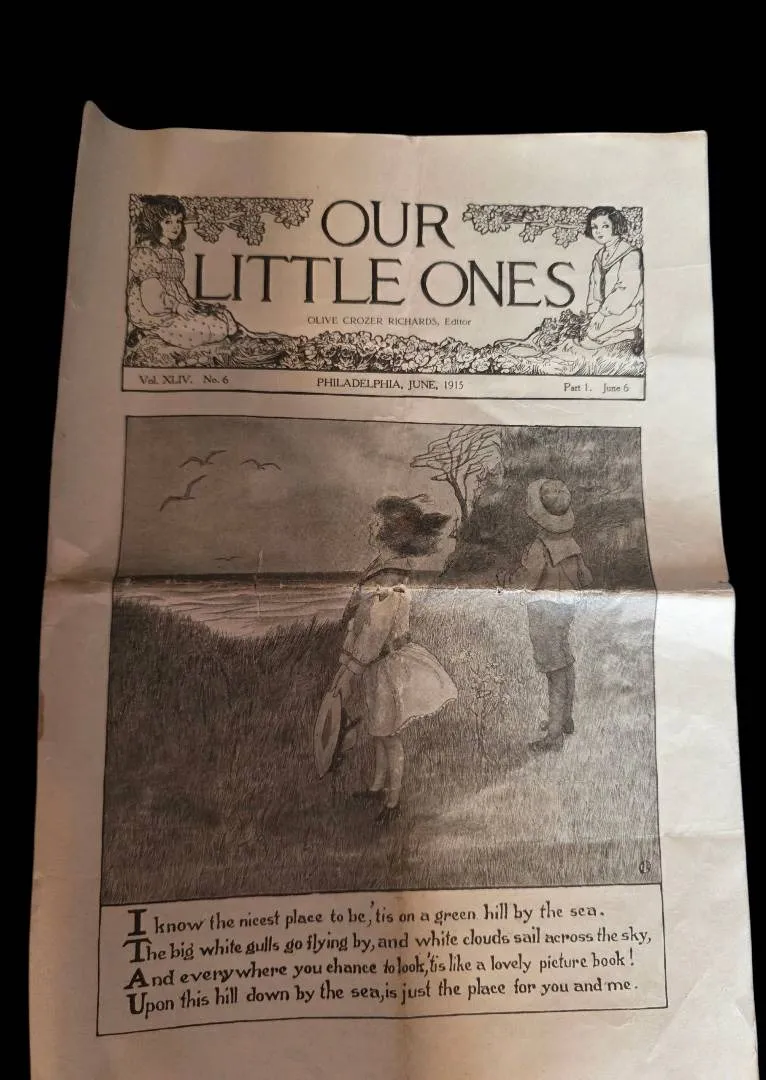 OUR
LITTLE ONES
OLIVE CROZER RICHARDS, Editor
Vol. XLIV. No. 6 PHILADELPHIA, JUNE, 1915 Part 1. June 6
I know the nicest place to be,'tis on a green hill by the sea.
The big white gulls go flying by, and white clouds sail across the sky,
And everywhere you chance to look,'tis like a lovely picture book!
Upon this hill down by the sea, is just the place for you and me.